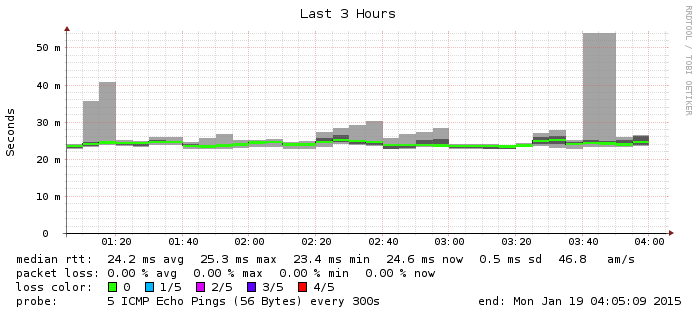 Last 3 Hours
RRDTOOL / TOBI OETIKER
Seconds
50 m
40 m
30 m
20 m
10 m
0
01:20 01:40 02:00 02:20 02:40 03:00 03:20 03:40 04:00
median rtt: 24.2 ms avg 25.3 ms max 23.4 ms min 24.6 ms now 0.5 ms sd 46.8 am/s
packet loss: 0.00 % avg 0.00 % max 0.00 % min 0.00 % now
loss color: 0 1/5 2/5 3/5 4/5
probe: 5 ICMP Echo Pings (56 Bytes) every 300s end: Mon Jan 19 04:05:09 2015